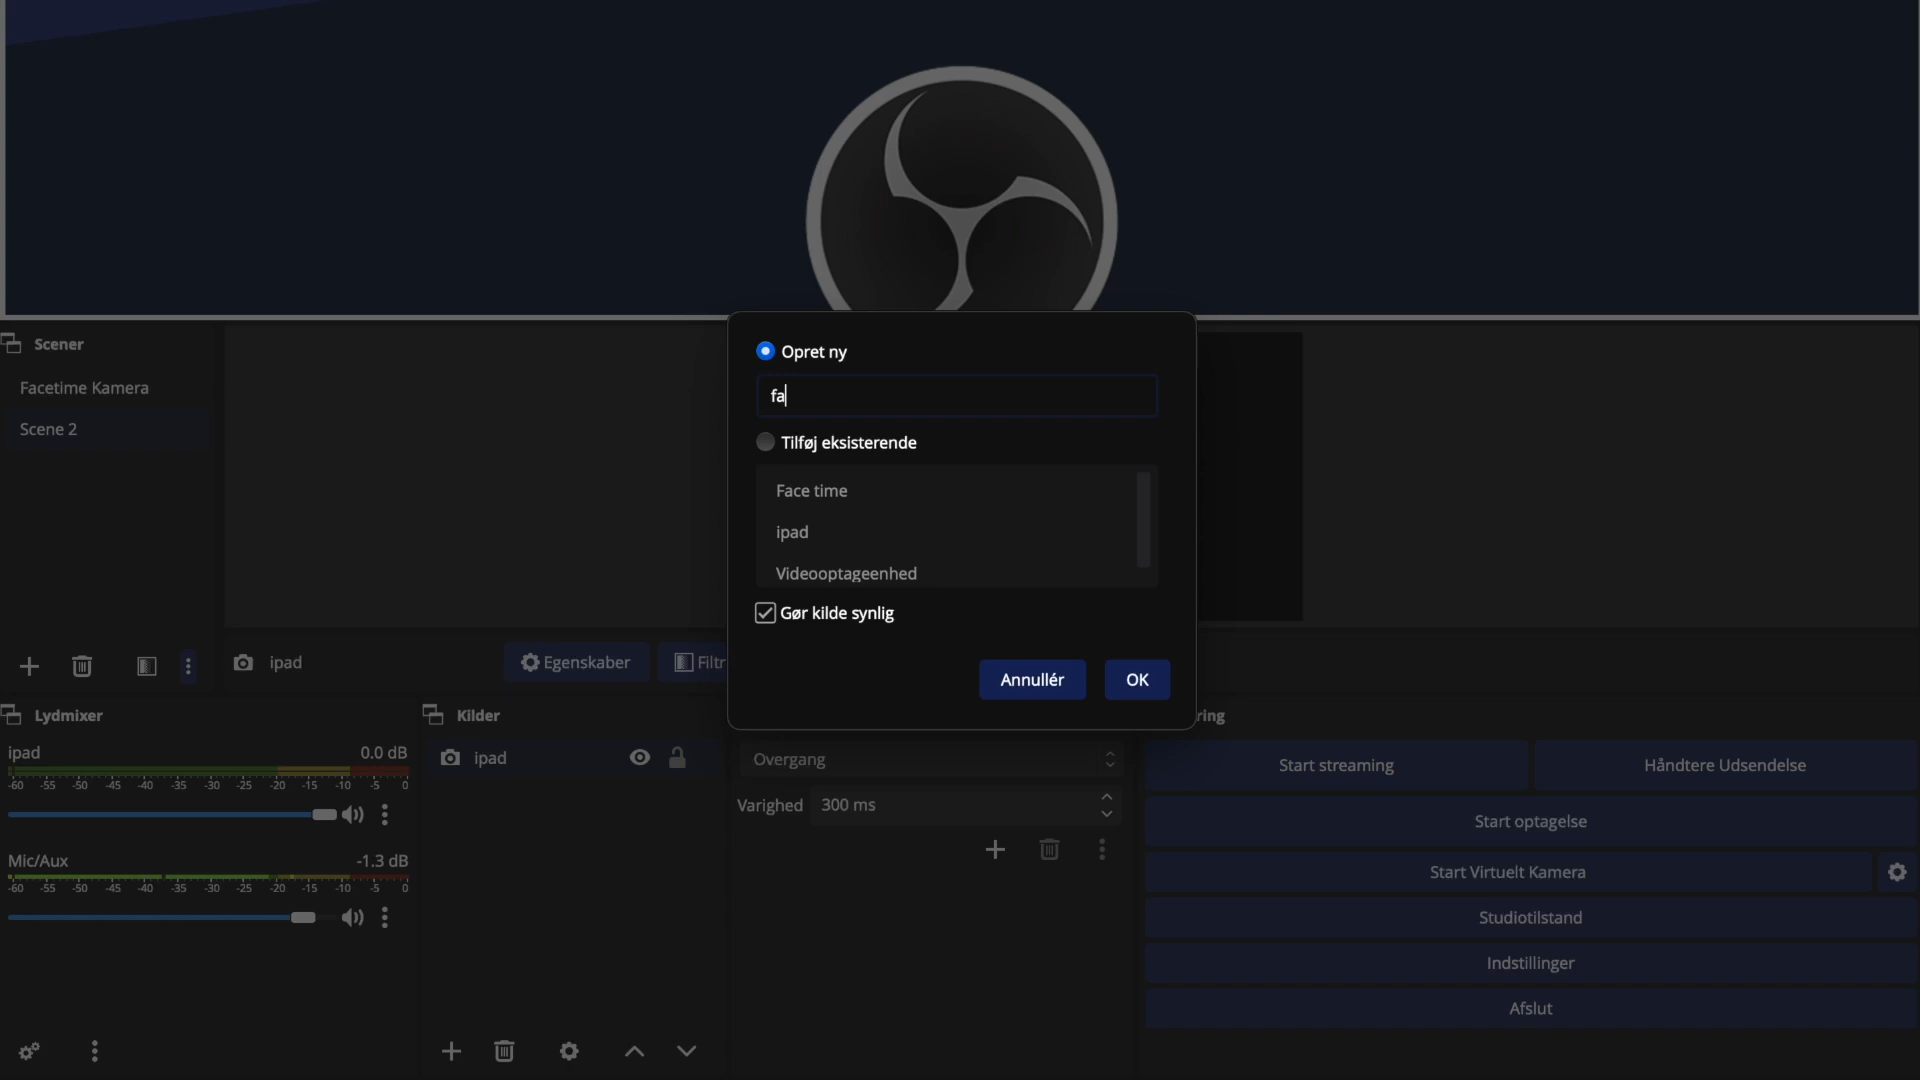 Opret ny
fa
Tilføj eksisterende
Face time
ipad
Videooptageenhed
Gør kilde synlig
Annullér
OK
Scener
Facetime Kamera
Scene 2
ipad
Egenskaber
Filtr
Lydmixer
ipad
0.0 dB
-60 -55 -50 -45 -40 -35 -30 -25 -20 -15 -10 -5 0
Mic/Aux
-1.3 dB
-60 -55 -50 -45 -40 -35 -30 -25 -20 -15 -10 -5 0
Kilder
ipad
Overgang
Varighed
300 ms
ring
Start streaming
Håndtere Udsendelse
Start optagelse
Start Virtuelt Kamera
Studiotilstand
Indstillinger
Afslut